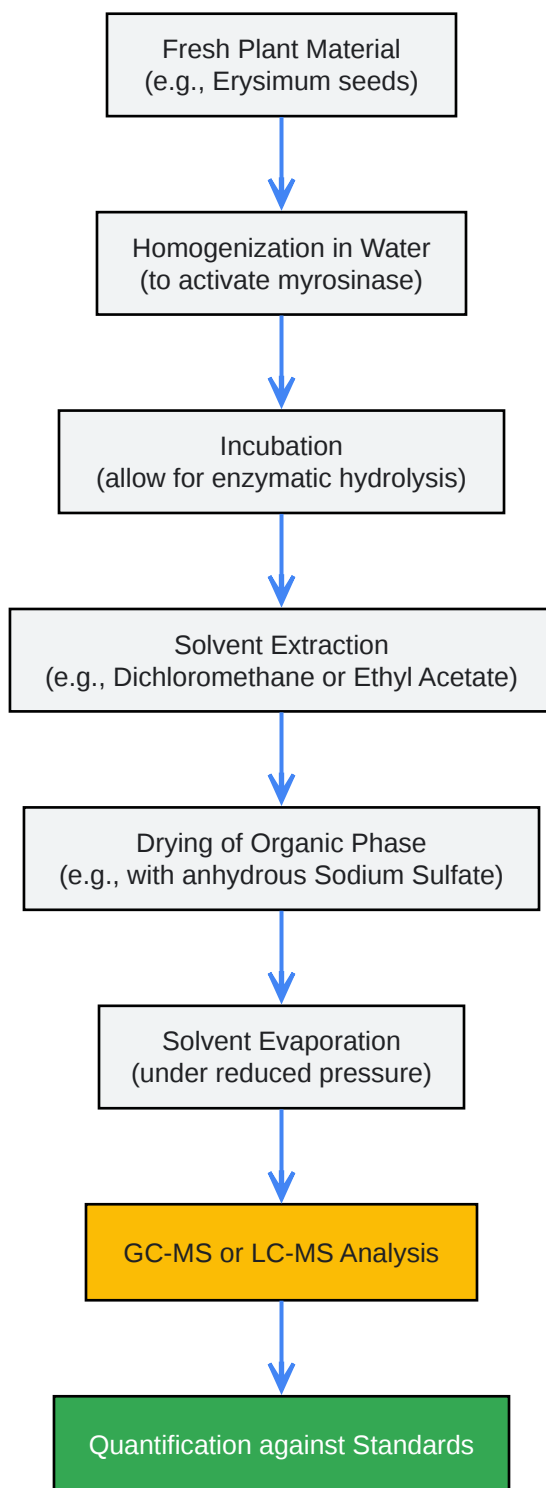 Fresh Plant Material
(e.g., Erysimum seeds)
Homogenization in Water
(to activate myrosinase)
Incubation
(allow for enzymatic hydrolysis)
Solvent Extraction
(e.g., Dichloromethane or Ethyl Acetate)
Drying of Organic Phase
(e.g., with anhydrous Sodium Sulfate)
Solvent Evaporation
(under reduced pressure)
GC-MS or LC-MS Analysis
Quantification against Standards